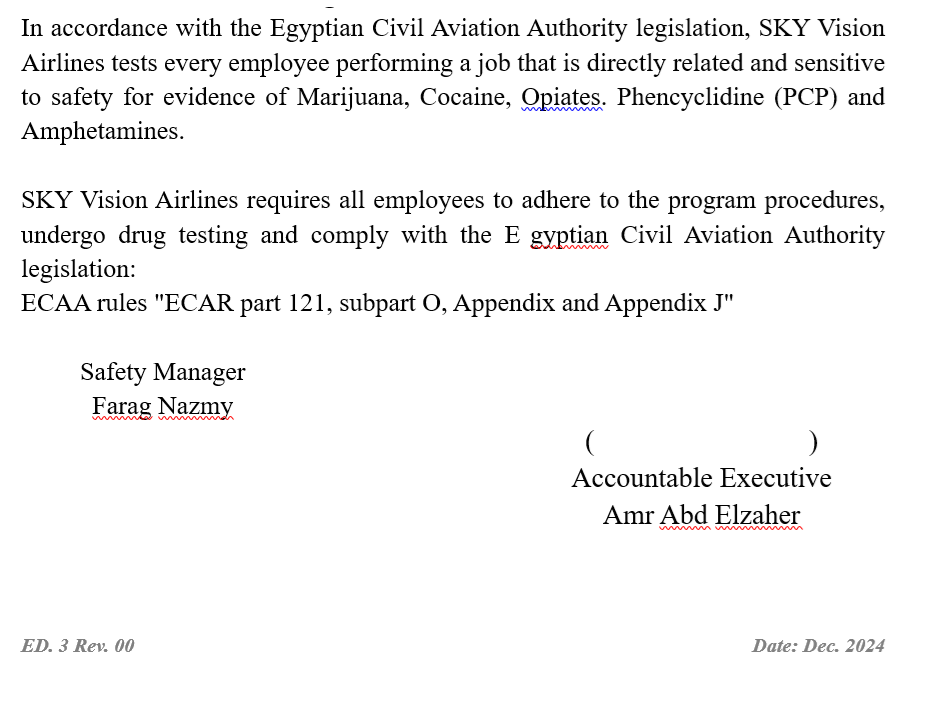 In accordance with the Egyptian Civil Aviation Authority legislation, SKY Vision
Airlines tests every employee performing a job that is directly related and sensitive
to safety for evidence of Marijuana, Cocaine, Opiates. Phencyclidine (PCP) and
Amphetamines.
SKY Vision Airlines requires all employees to adhere to the program procedures,
undergo drug testing and comply with the E gyptian Civil Aviation Authority
legislation:
ECAA rules "ECAR part 121, subpart O, Appendix and Appendix J"
Safety Manager
Farag Nazmy
( )
Accountable Executive
Amr Abd Elzaher
ED. 3 Rev. 00 Date: Dec. 2024